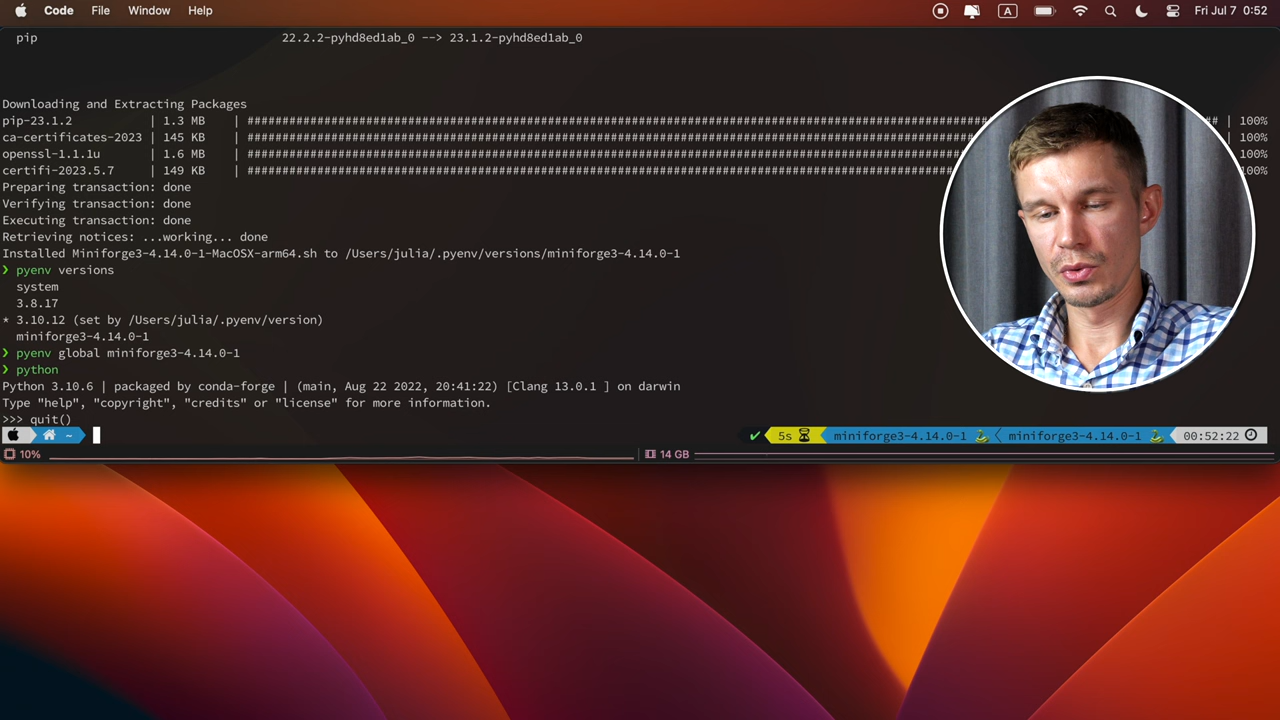 Code File Window Help A Fri Jul 7 0:52
pip 22.2.2-pyhd8ed1ab_0 --> 23.1.2-pyhd8ed1ab_0
Downloading and Extracting Packages
pip-23.1.2 | 1.3 MB | | 100%
ca-certificates-2023 | 145 KB | | 100%
openssl-1.1.1u | 1.6 MB | 100%
certifi-2023.5.7 | 149 KB | 100%
Preparing transaction: done
Verifying transaction: done
Executing transaction: done
Retrieving notices: ...working... done
Installed Miniforge3-4.14.0-1-MacOSX-arm64.sh to /Users/julia/.pyenv/versions/miniforge3-4.14.0-1
❯ pyenv versions
system
3.8.17
* 3.10.12 (set by /Users/julia/.pyenv/version)
miniforge3-4.14.0-1
❯ pyenv global miniforge3-4.14.0-1
❯ python
Python 3.10.6 | packaged by conda-forge | (main, Aug 22 2022, 20:41:22) [Clang 13.0.1 ] on darwin
Type "help", "copyright", "credits" or "license" for more information.
>>> quit()
~ ✔ 5s miniforge3-4.14.0-1 miniforge3-4.14.0-1 00:52:22
10% 14 GB